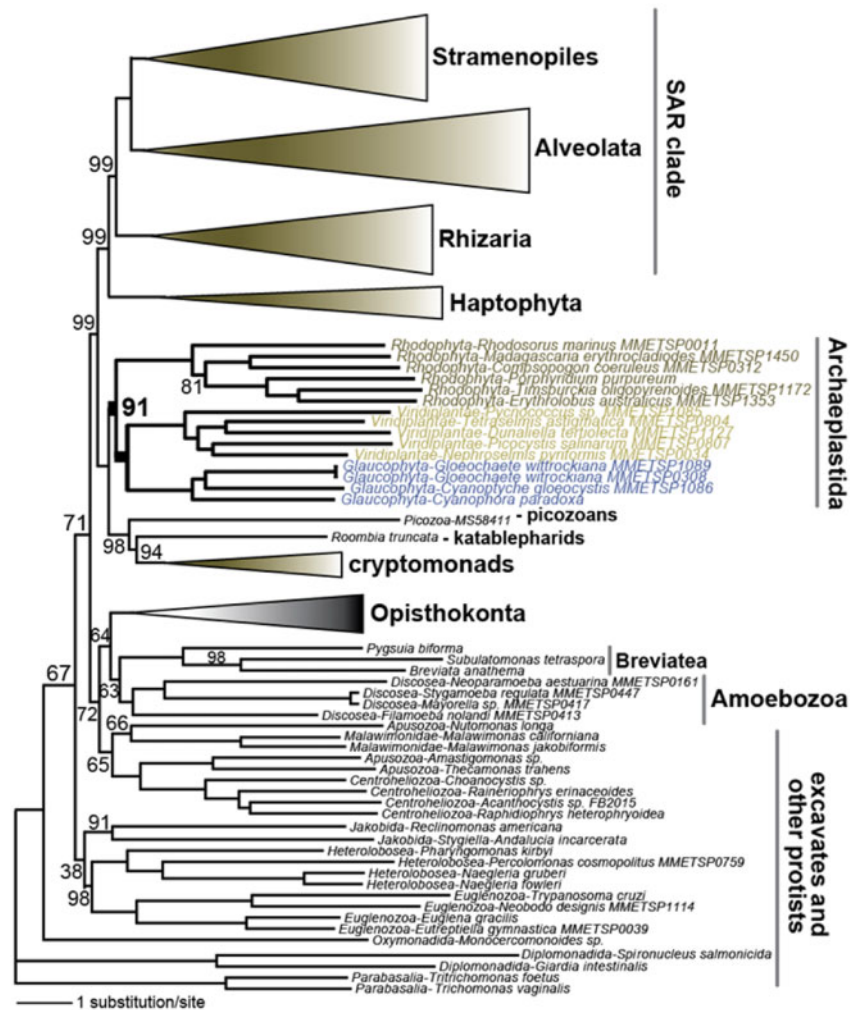 Stramenopiles
Alveolata
SAR clade
99
Rhizaria
99
Haptophyta
99
Rhodophyta-Rhodosorus marinus MMETSP0011
Rhodophyta-Madagascaria erythrocladiodes MMETSP1450
Rhodophyta-Compsopogon coeruleus MMETSP0312
81
Rhodophyta-Porphyridium purpureum
Rhodophyta-Timspurckia oligopyrenoides MMETSP1172
Rhodophyta-Erythrolobus australicus MMETSP1353
91
Viridiplantae-Pycnococcus sp. MMETSP1085
Viridiplantae-Tetraselmis astigmatica MMETSP0804
Viridiplantae-Dunaliella tertiolecta MMETSP1127
Viridiplantae-Picocystis salinarum MMETSP0807
Viridiplantae-Nephroselmis pyriformis MMETSP0034
Glaucophyta-Gloeochaete wittrockiana MMETSP1089
Glaucophyta-Gloeochaete witrockiana MMETSP0308
Glaucophyta-Cyanoptyche gloeocystis MMETSP1086
Glaucophyta-Cyanophora paradoxa
Archaeplastida
Picozoa-MS58411 - picozoans
Roombia truncata - katablepharids
71
98
94
cryptomonads
Opisthokonta
64
Pygsuia biforma
98
Subulatomonas tetraspora
Breviata anathema
Breviatea
67
63
Discosea-Neoparamoeba aestuarina MMETSP0161
Discosea-Stygamoeba regulata MMETSP0447
Discosea-Mayorella sp. MMETSP0417
Discosea-Filamoeba nolandi MMETSP0413
Amoebozoa
72
66
Apusozoa-Nutomonas longa
Malawimonidae-Malawimonas californiana
Malawimonidae-Malawimonas jakobiformis
65
Apusozoa-Amastigomonas sp.
Apusozoa-Thecamonas trahens
Centroheliozoa-Choanocystis sp.
Centroheliozoa-Raineriophrys erinaceoides
Centroheliozoa-Acanthocystis sp. FB2015
Centroheliozoa-Raphidiophrys heterophryoidea
91
Jakobida-Reclinomonas americana
Jakobida-Stygiella-Andalucia incarcerata
38
Heterolobosea-Pharyngomonas kirbyi
Heterolobosea-Percolomonas cosmopolitus MMETSP0759
Heterolobosea-Naegleria gruberi
Heterolobosea-Naegleria fowleri
98
Euglenozoa-Trypanosoma cruzi
Euglenozoa-Neobodo designis MMETSP1114
Euglenozoa-Euglena gracilis
Euglenozoa-Eutreptiella gymnastica MMETSP0039
Oxymonadida-Monocercomonoides sp.
Diplomonadida-Spironucleus salmonicida
Diplomonadida-Giardia intestinalis
Parabasalia-Tritrichomonas foetus
Parabasalia-Trichomonas vaginalis
excavates and
other protists
1 substitution/site